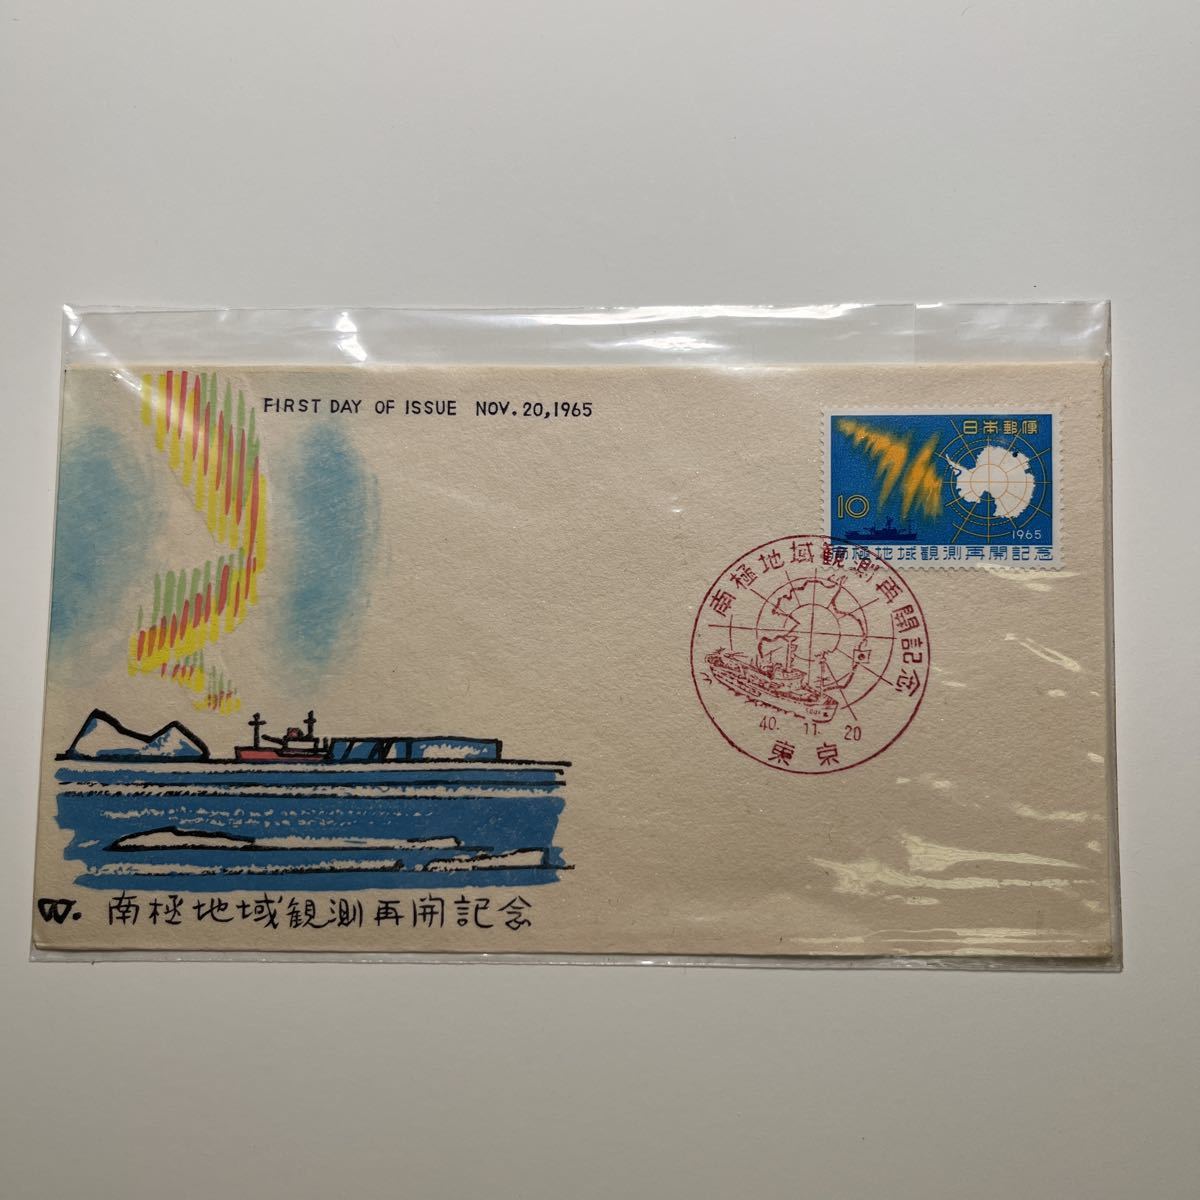 FIRST DAY OF ISSUE NOV. 20, 1965
日本郵便
10
1965
南極地域観測再開記念
南極地域観測再開記念
40. 11. 20
東京
W. 南極地域観測再開記念